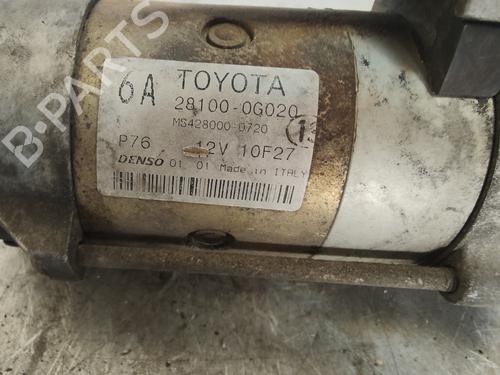 6A TOYOTA
28100-0G020
MS428000-0720
P76 12V 10F27
DENSO 01 01 Made in ITALY
B-Parts